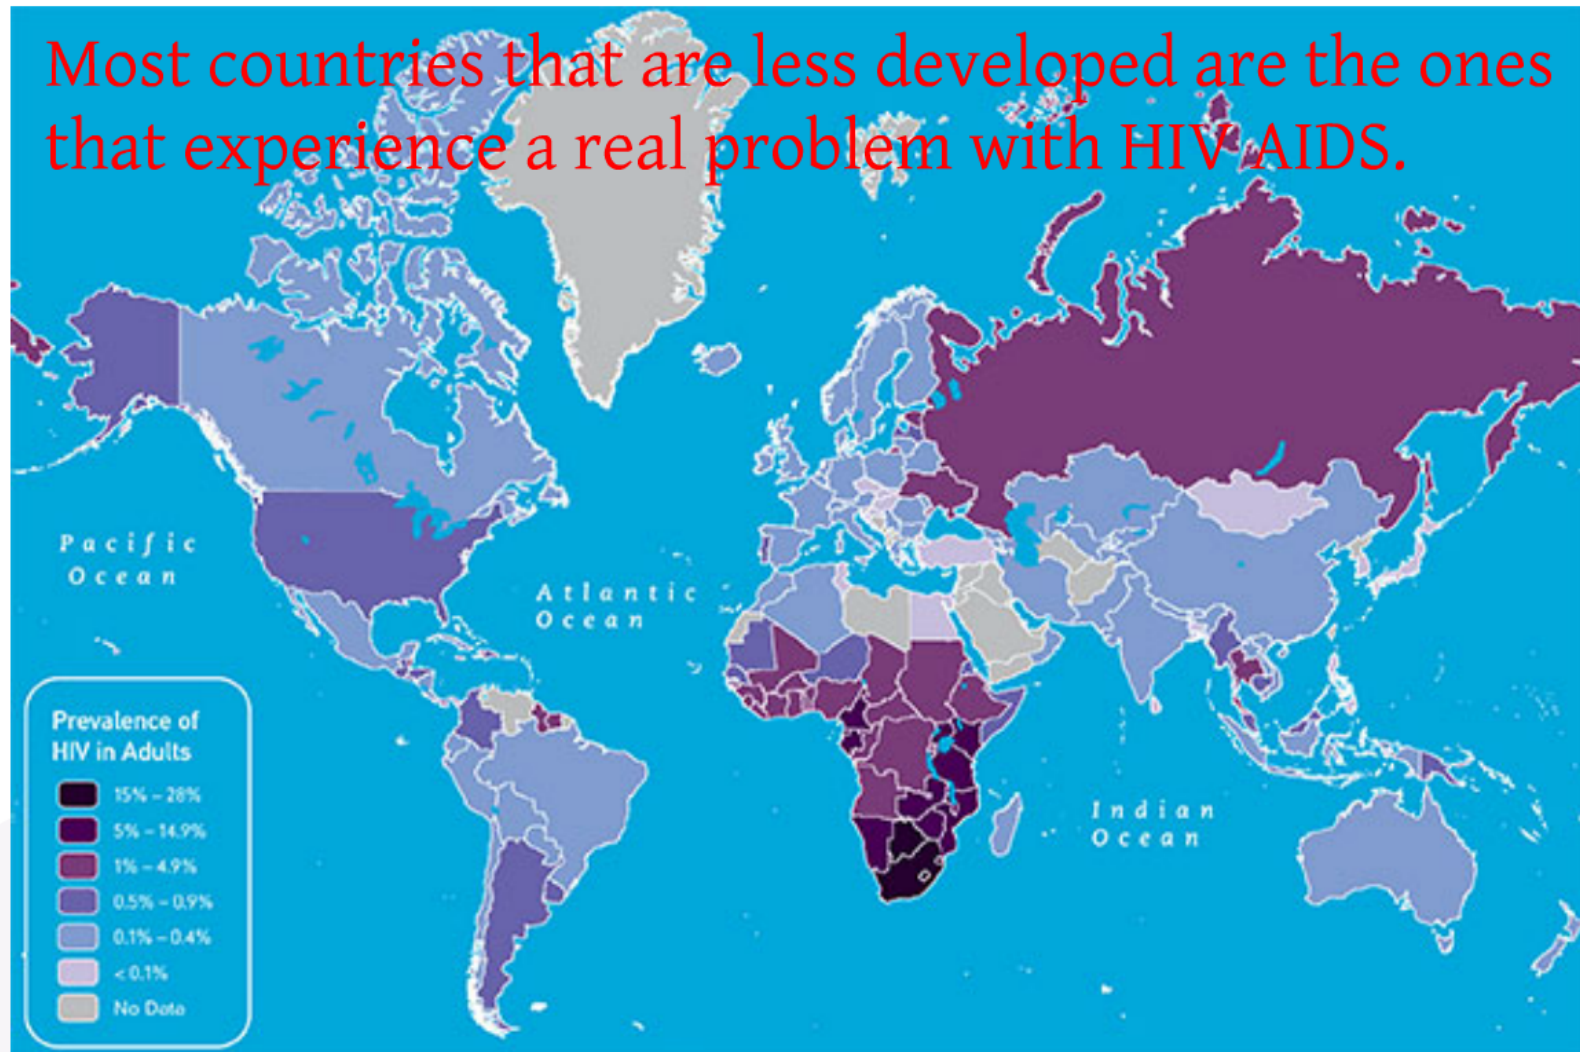 Most countries that are less developed are the ones
that experience a real problem with HIV AIDS.
Pacific
Ocean
Atlantic
Ocean
Indian
Ocean
Prevalence of
HIV in Adults
15% – 28%
5% – 14.9%
1% – 4.9%
0.5% – 0.9%
0.1% – 0.4%
< 0.1%
No Data